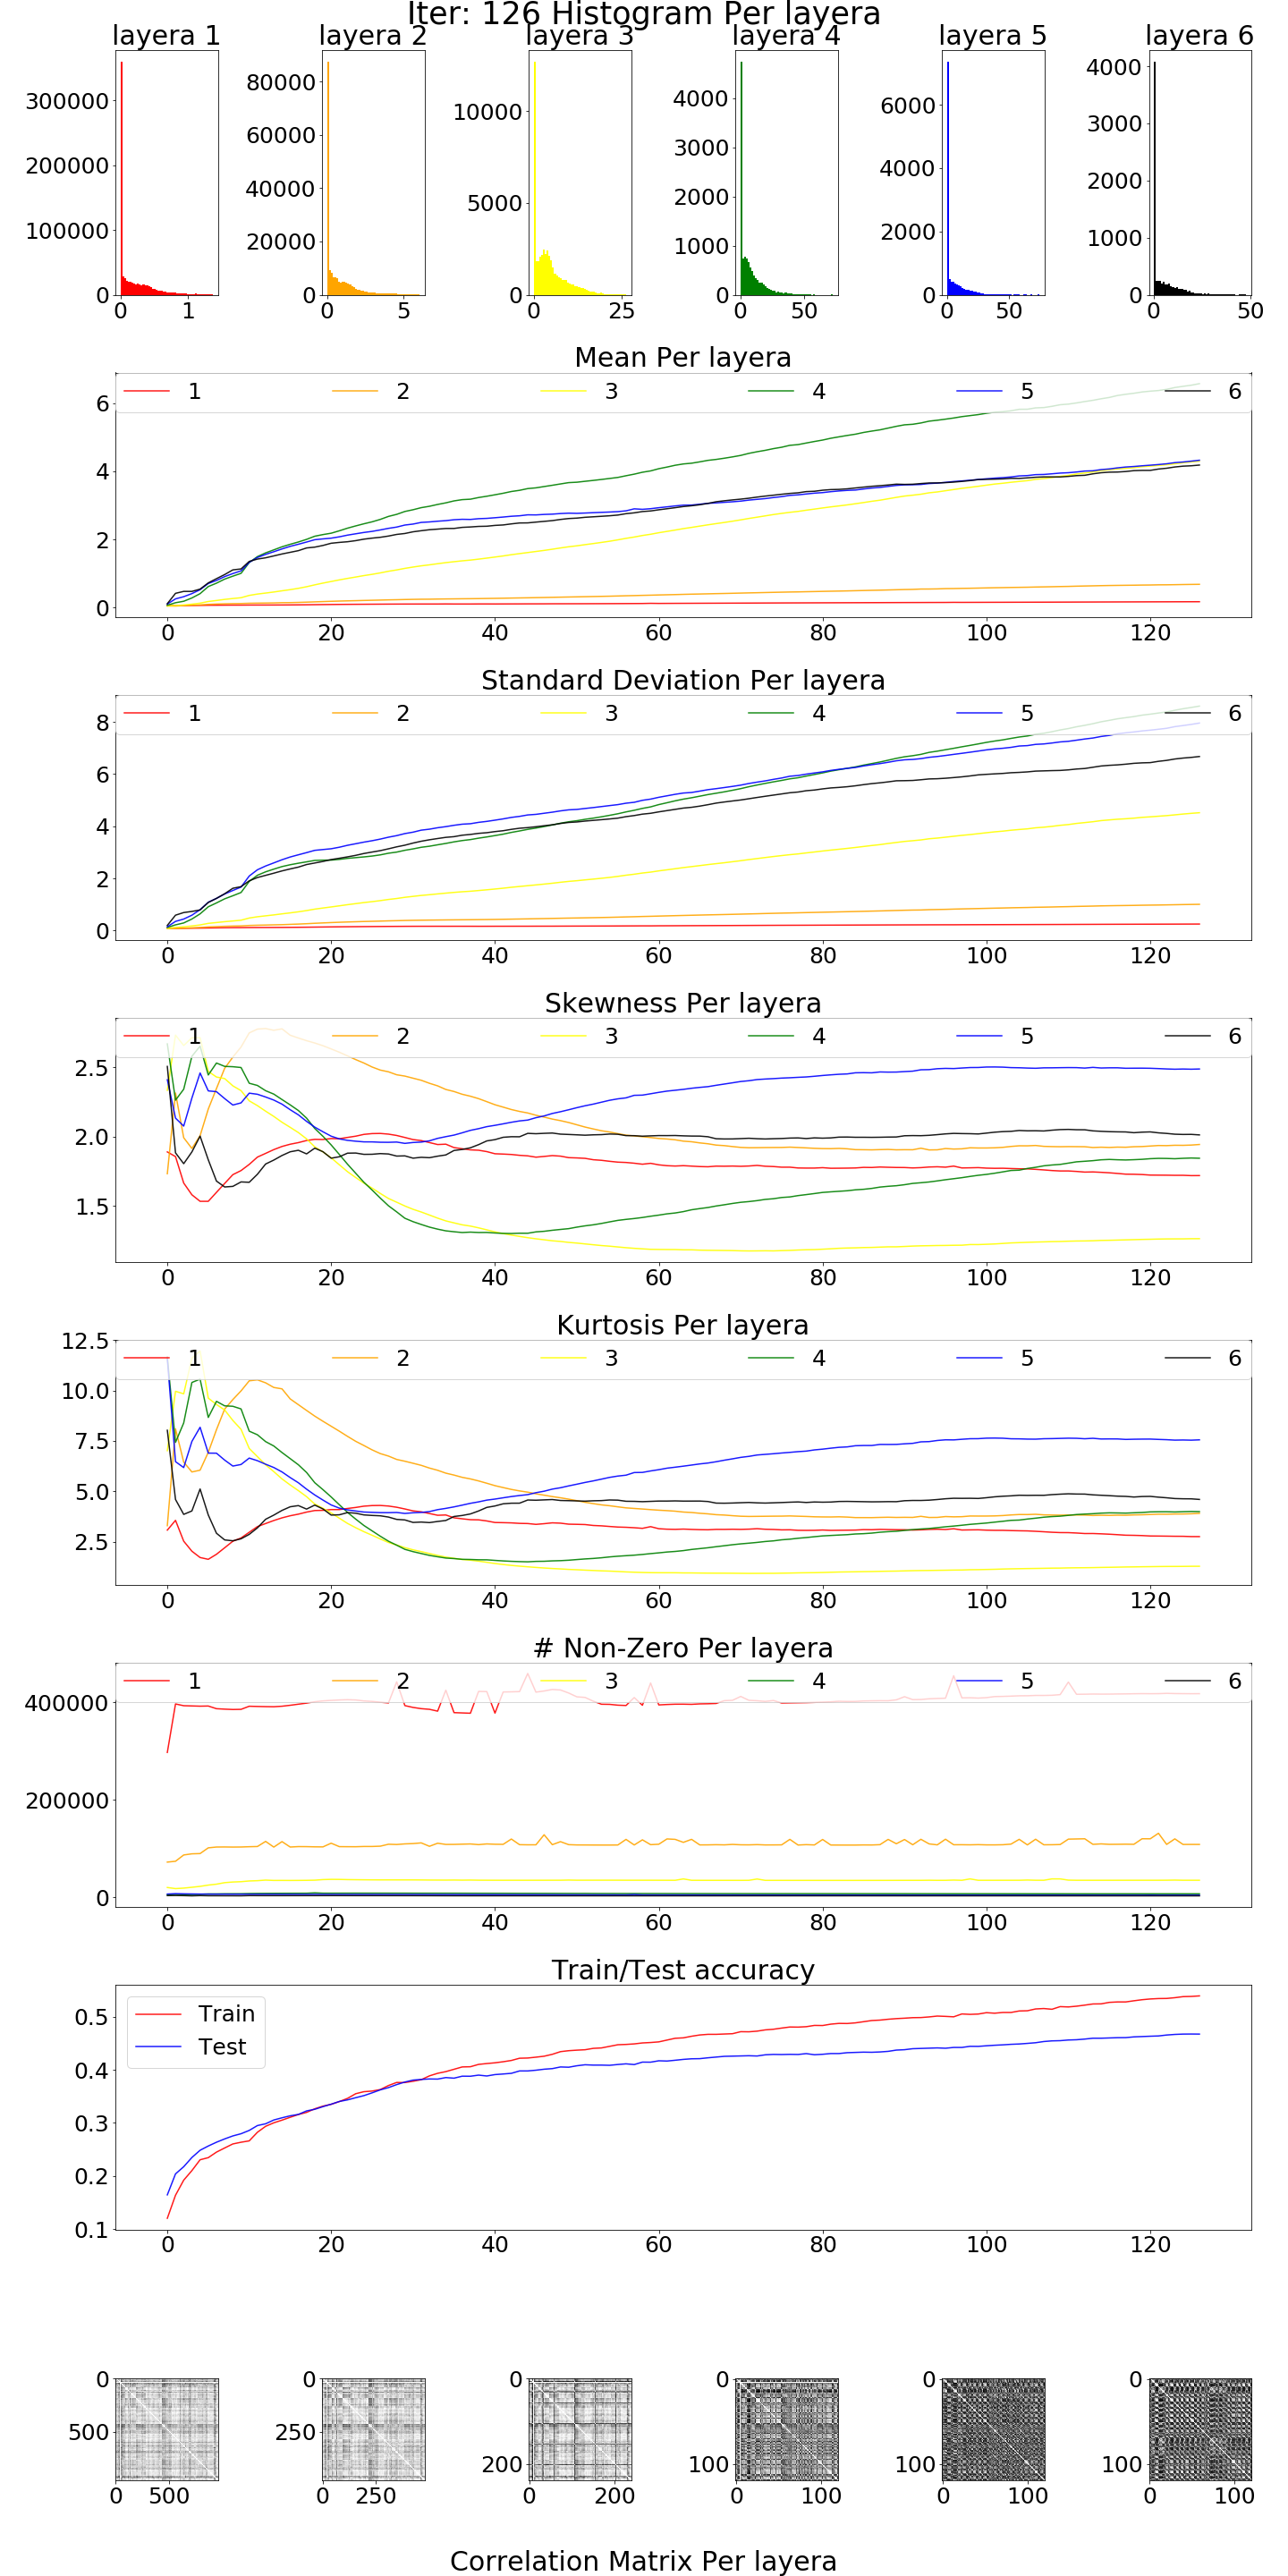 Iter: 126 Histogram Per layera
layera 1 layera 2 layera 3 layera 4 layera 5 layera 6
300000 200000 100000 0
0 1
80000 60000 40000 20000 0
0 5
10000 5000 0
0 25
4000 3000 2000 1000 0
0 50
6000 4000 2000 0
0 50
4000 3000 2000 1000 0
0 50
Mean Per layera
1 2 3 4 5 6
6
4
2
0
0 20 40 60 80 100 120
Standard Deviation Per layera
1 2 3 4 5 6
8
6
4
2
0
0 20 40 60 80 100 120
Skewness Per layera
1 2 3 4 5 6
2.5
2.0
1.5
0 20 40 60 80 100 120
Kurtosis Per layera
12.5
1 2 3 4 5 6
10.0
7.5
5.0
2.5
0 20 40 60 80 100 120
# Non-Zero Per layera
1 2 3 4 5 6
400000
200000
0
0 20 40 60 80 100 120
Train/Test accuracy
Train
Test
0.5
0.4
0.3
0.2
0.1
0 20 40 60 80 100 120
0 500
0 500
0 250
0 250
0 200
0 200
0 100
0 100
0 100
0 100
0 100
0 100
Correlation Matrix Per layera